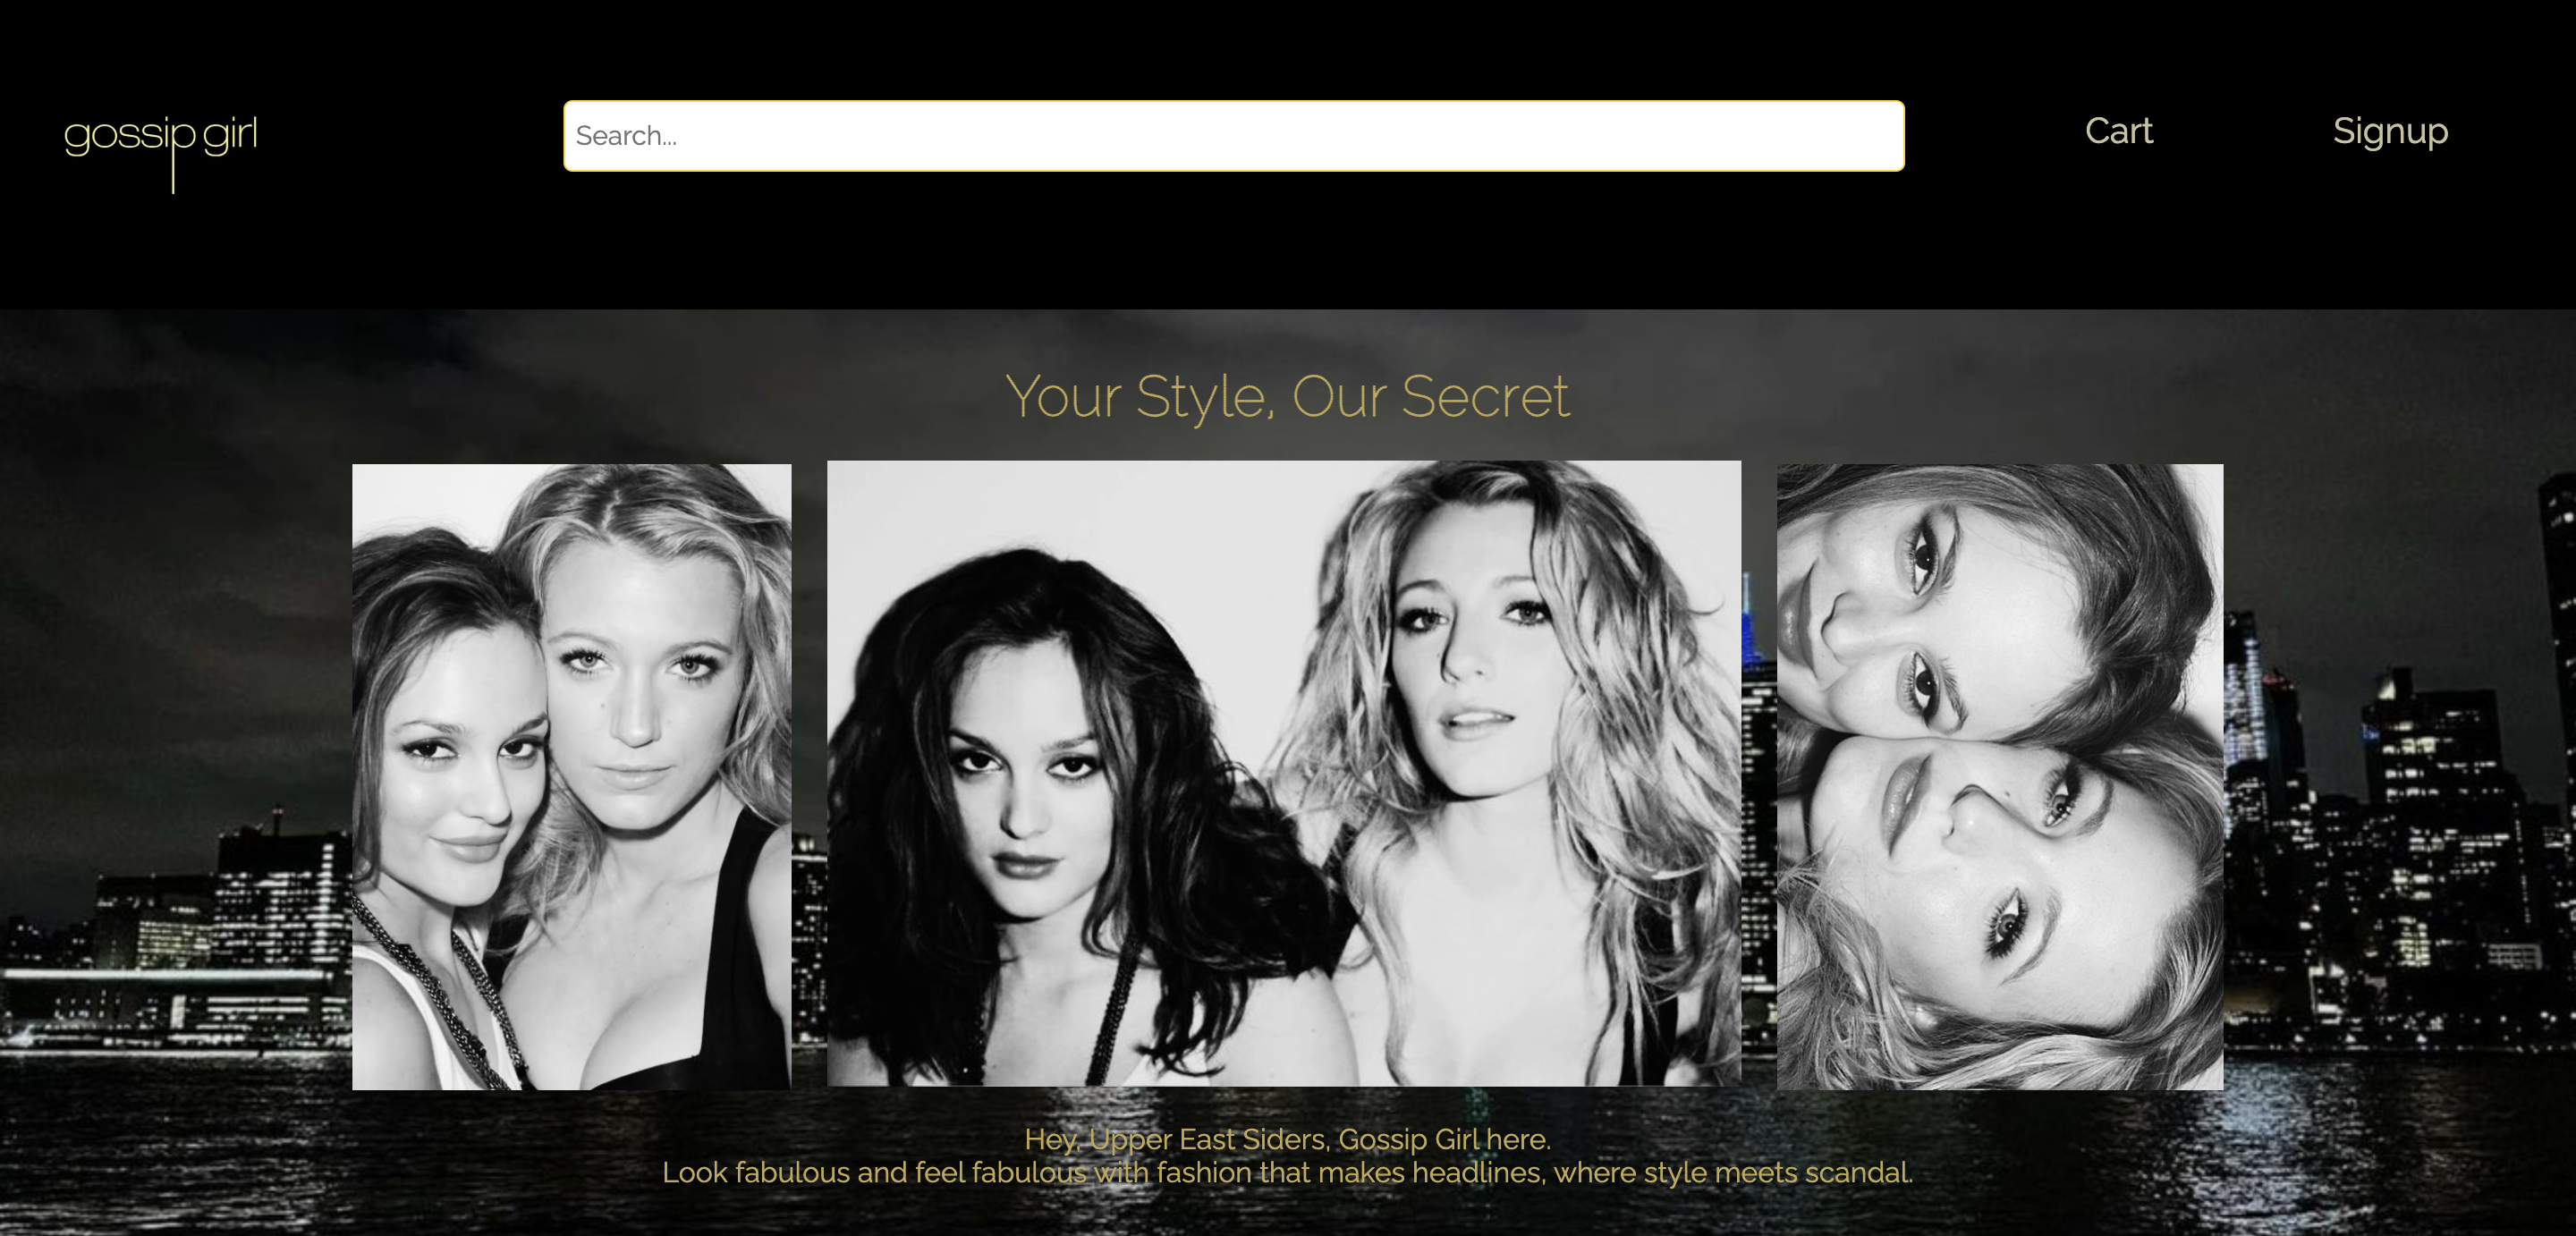 gossip girl
Search...
Cart
Signup
Your Style, Our Secret
Hey, Upper East Siders, Gossip Girl here.
Look fabulous and feel fabulous with fashion that makes headlines, where style meets scandal.